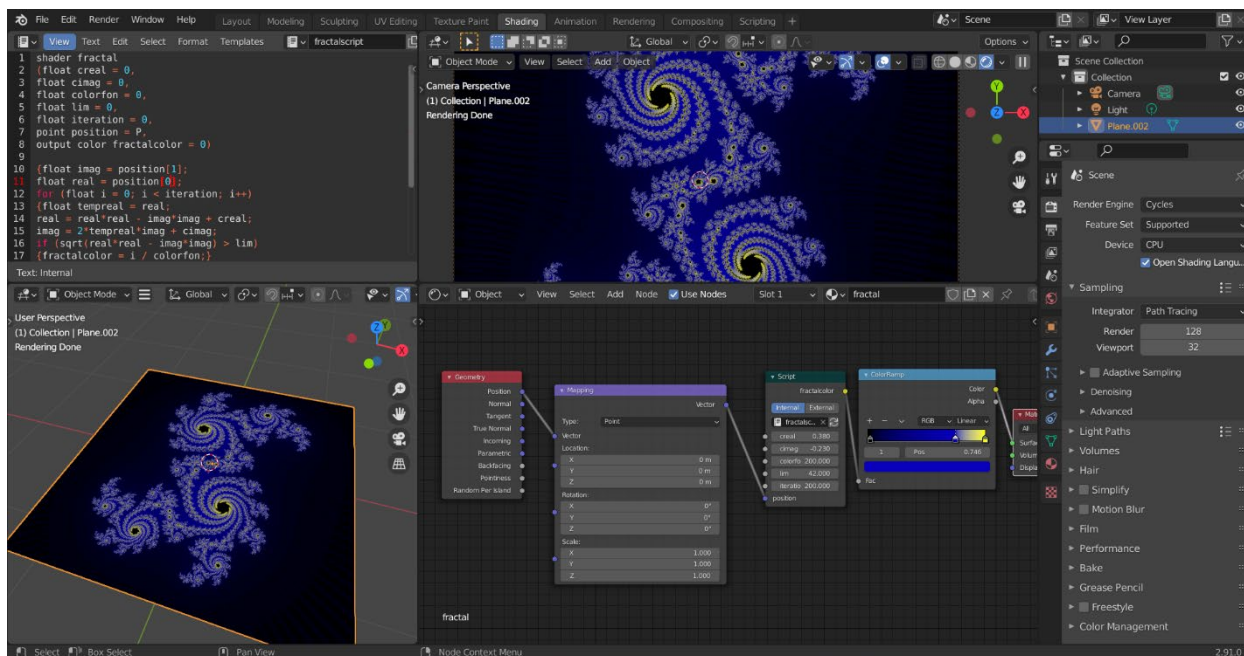 File Edit Render Window Help Layout Modeling Sculpting UV Editing Texture Paint Shading Animation Rendering Compositing Scripting + Scene View Layer
View Text Edit Select Format Templates fractalscript
1 shader fractal
2 (float creal = 0,
3 float cimag = 0,
4 float colorfon = 0,
5 float lim = 0,
6 float iteration = 0,
7 point position = P,
8 output color fractalcolor = 0)
9
10 {float imag = position[1];
11 float real = position[0];
12 for (float i = 0; i < iteration; i++)
13 {float tempreal = real;
14 real = real*real - imag*imag + creal;
15 imag = 2*tempreal*imag + cimag;
16 if (sqrt(real*real - imag*imag) > lim)
17 {fractalcolor = i / colorfon;}
Text: Internal
Global Options
Object Mode View Select Add Object
Camera Perspective
(1) Collection | Plane.002
Rendering Done
Y
Z
X
Scene Collection
Collection
Camera
Light
Plane.002
Scene
Render Engine Cycles
Feature Set Supported
Device CPU
Open Shading Langu...
Sampling
Integrator Path Tracing
Render 128
Viewport 32
Adaptive Sampling
Denoising
Advanced
Light Paths
Volumes
Hair
Simplify
Motion Blur
Film
Performance
Bake
Grease Pencil
Freestyle
Color Management
Object Mode Global
User Perspective
(1) Collection | Plane.002
Rendering Done
Z
X
Object View Select Add Node Use Nodes Slot 1 fractal
Geometry
Position
Normal
Tangent
True Normal
Incoming
Parametric
Backfacing
Pointiness
Random Per Island
Mapping
Vector
Type: Point
Vector
Location:
X 0 m
Y 0 m
Z 0 m
Rotation:
X 0°
Y 0°
Z 0°
Scale:
X 1.000
Y 1.000
Z 1.000
Script
fractalcolor
Internal External
fractalsc...
creal 0.380
cimag -0.230
colorfo 200.000
lim 42.000
iteratio 200.000
position
ColorRamp
Color
Alpha
+ − RGB Linear
1 Pos 0.746
Fac
All
Surfa
Volum
Displa
fractal
Select Box Select Pan View Node Context Menu 2.91.0